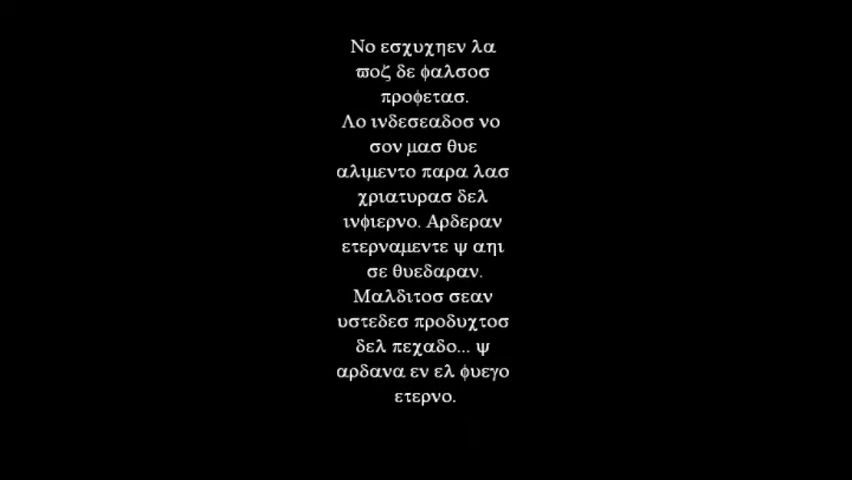 Νο εσχυχηεν λα
ϖοζ δε φαλσοσ
προφετασ.
Λο ινδεσεαδοσ νο
σον μασ θυε
αλιμεντο παρα λασ
χριατυρασ δελ
ινφιερνο. Αρδεραν
ετερναμεντε ψ αηι
σε θυεδαραν.
Μαλδιτοσ σεαν
υστεδεσ προδυχτοσ
δελ πεχαδο... ψ
αρδανα εν ελ φυεγο
ετερνο.